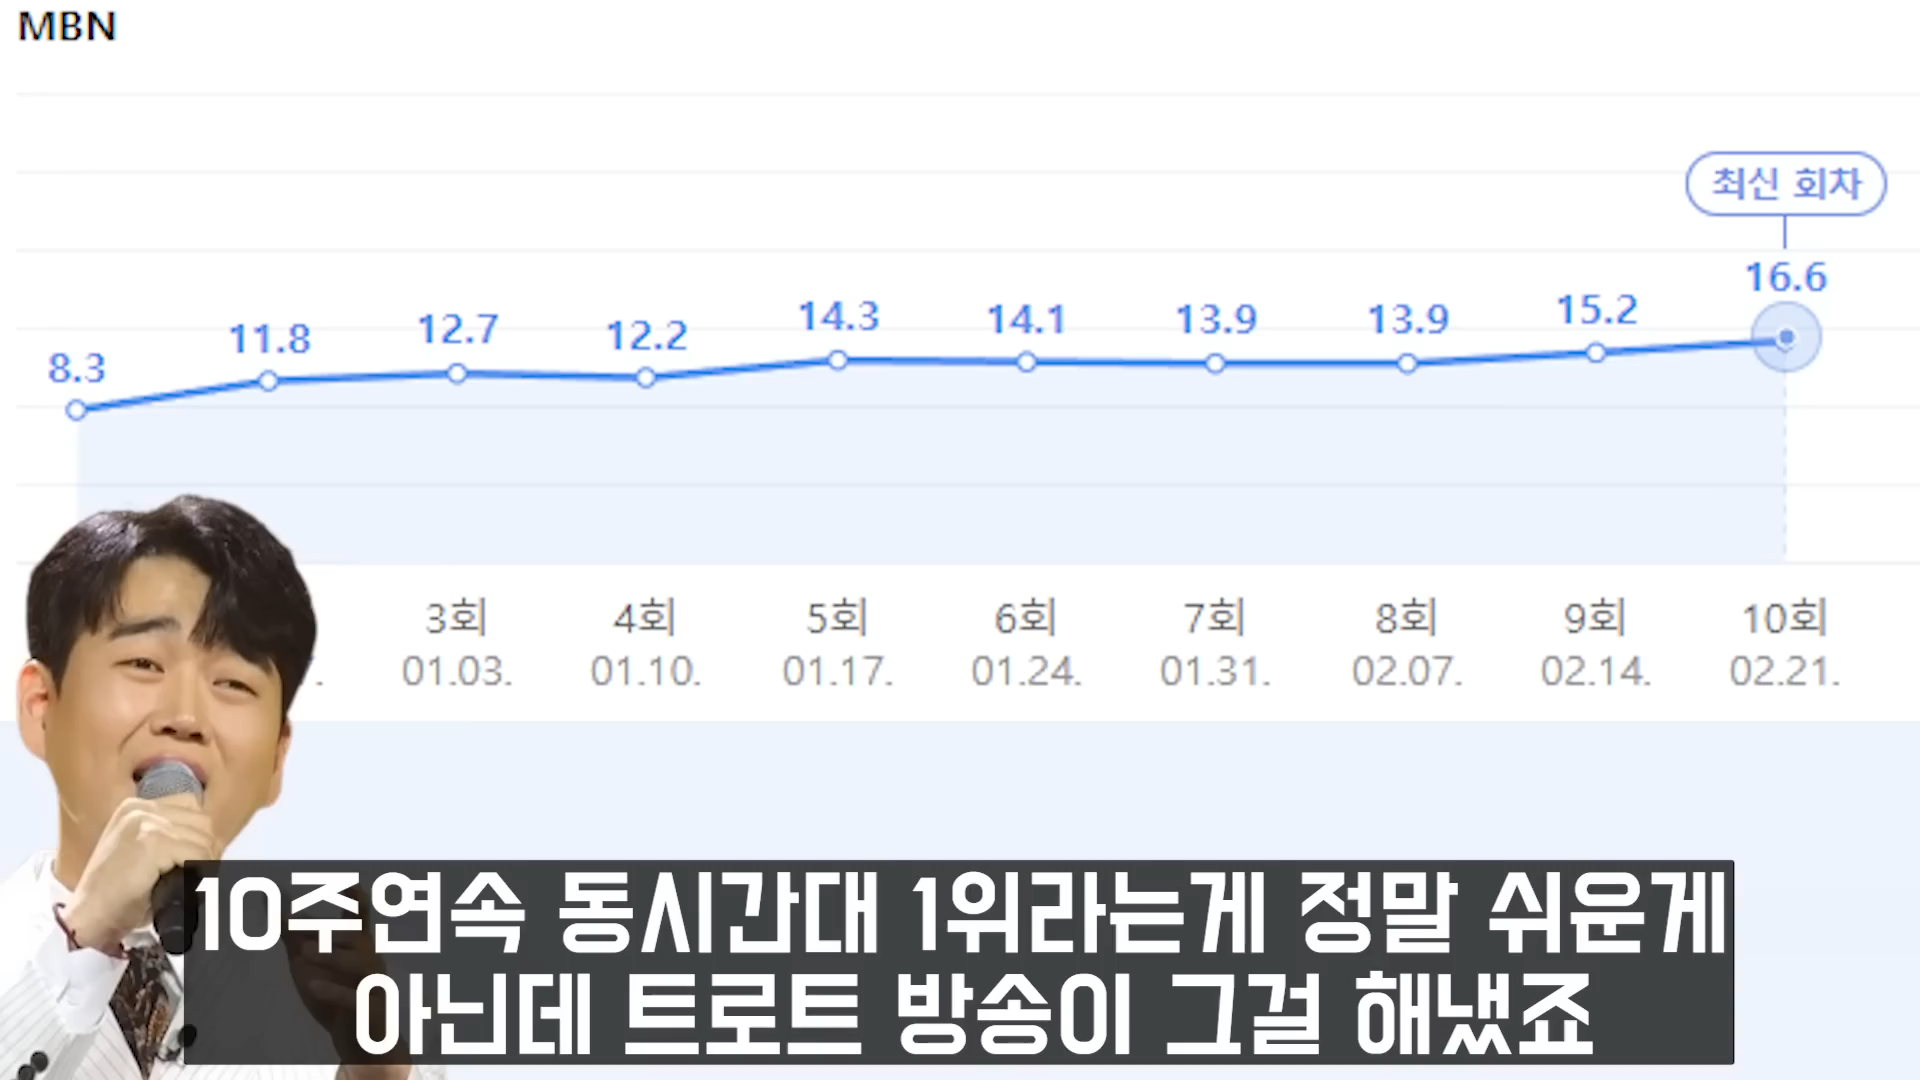 MBN
최신 회차
8.3 11.8 12.7 12.2 14.3 14.1 13.9 13.9 15.2 16.6
3회 4회 5회 6회 7회 8회 9회 10회
01.03. 01.10. 01.17. 01.24. 01.31. 02.07. 02.14. 02.21.
10주연속 동시간대 1위라는게 정말 쉬운게
아닌데 트로트 방송이 그걸 해냈죠